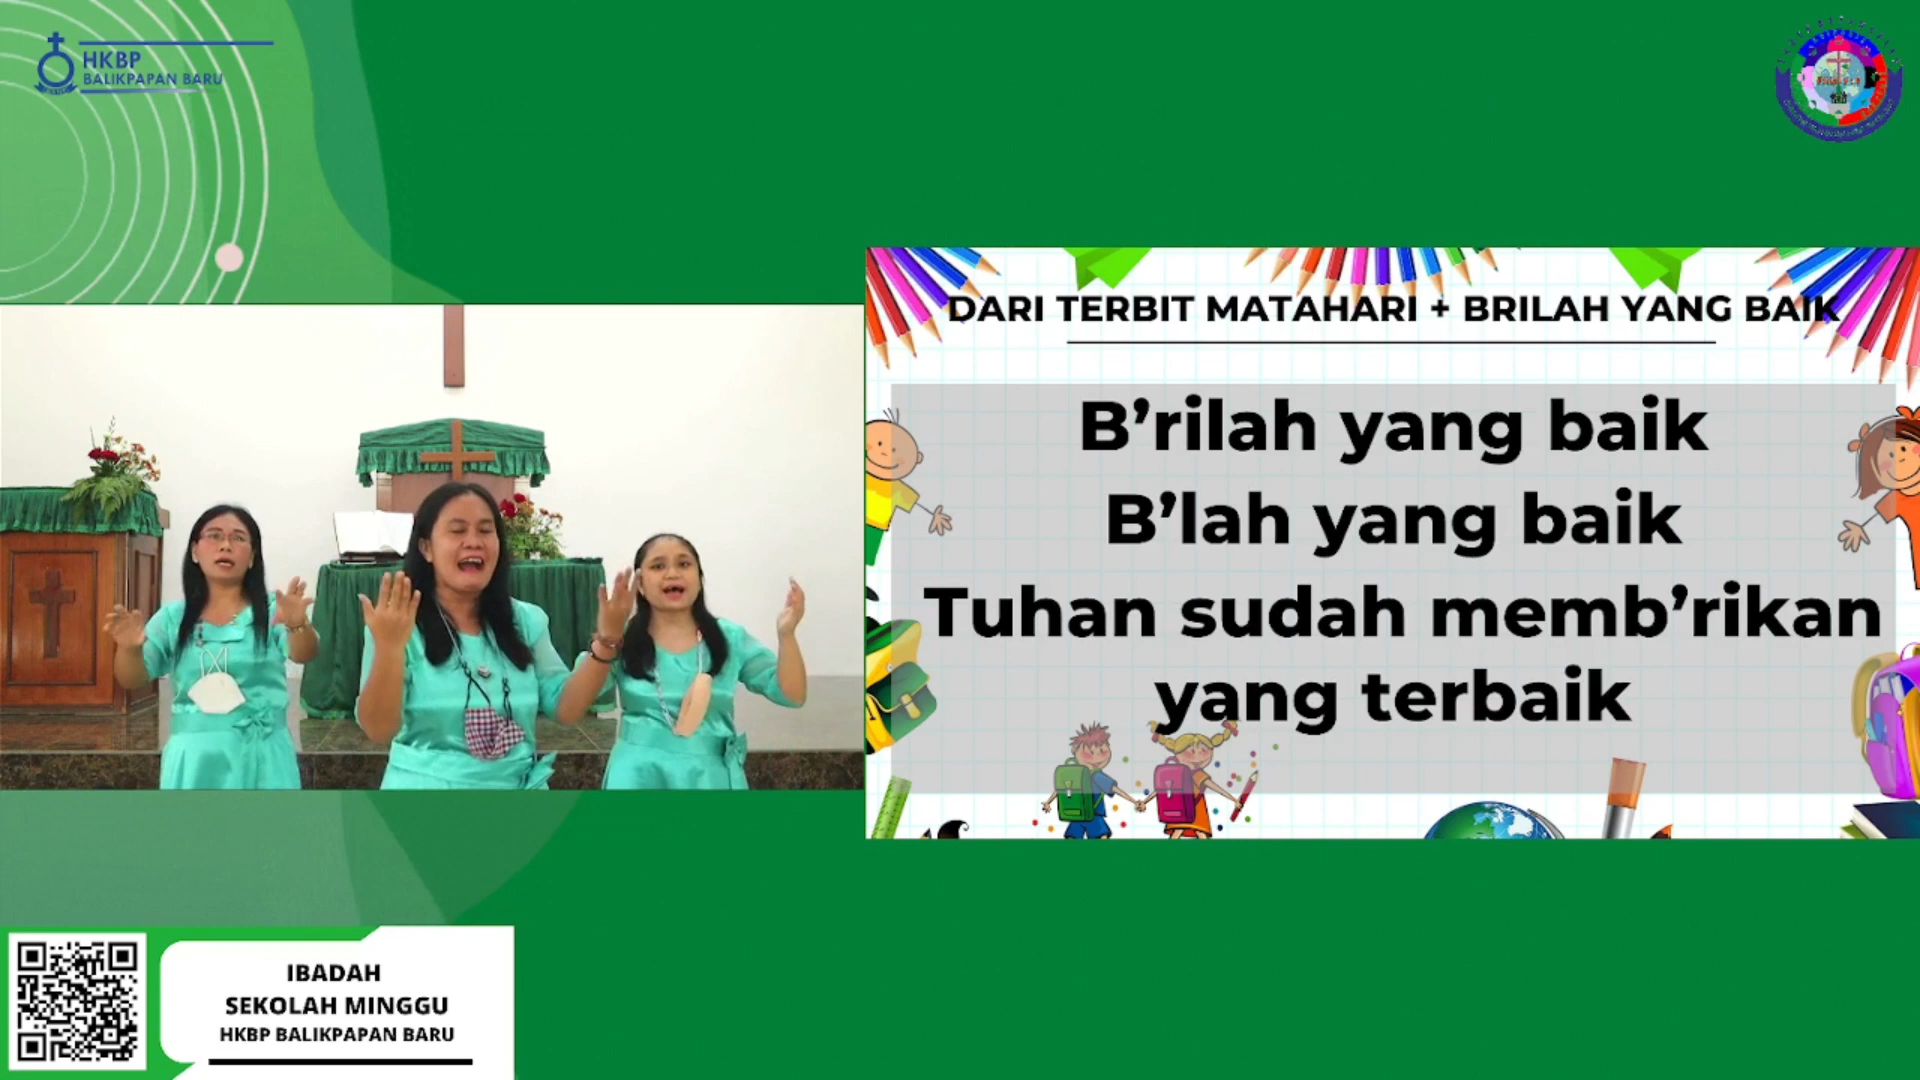 HKBP
BALIKPAPAN BARU
DARI TERBIT MATAHARI + BRILAH YANG BAIK
B’rilah yang baik
B’lah yang baik
Tuhan sudah memb’rikan
yang terbaik
IBADAH
SEKOLAH MINGGU
HKBP BALIKPAPAN BARU